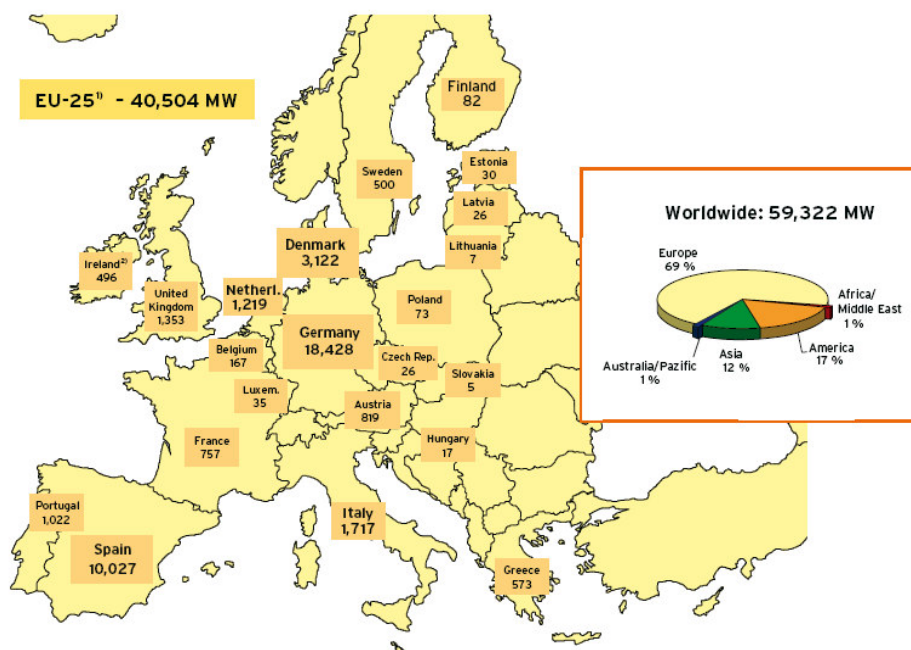 EU-25¹⁾ - 40,504 MW
Finland
82
Sweden
500
Estonia
30
Latvia
26
Lithuania
7
Denmark
3,122
Ireland²⁾
496
United
Kingdom
1,353
Netherl.
1,219
Poland
73
Germany
18,428
Belgium
167
Czech Rep.
26
Slovakia
5
Luxem.
35
Austria
819
France
757
Hungary
17
Portugal
1,022
Italy
1,717
Spain
10,027
Greece
573
Worldwide: 59,322 MW
Europe
69 %
Africa/
Middle East
1 %
America
17 %
Asia
12 %
Australia/Pazific
1 %